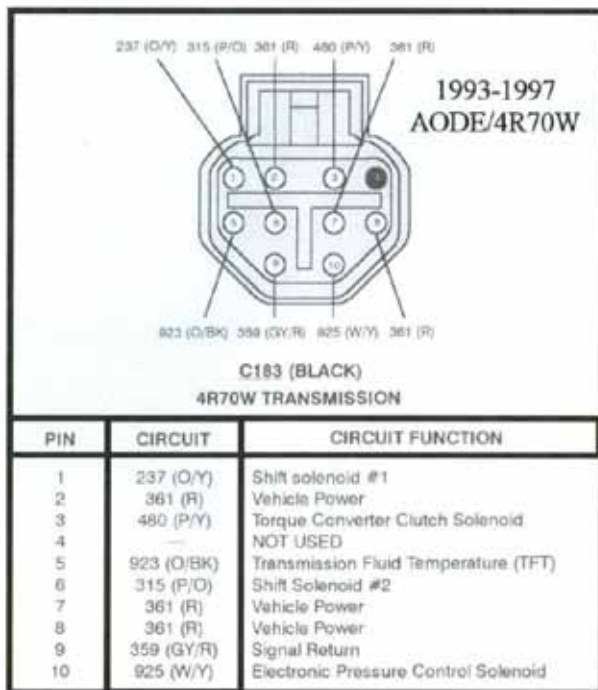 237 (O/Y) 315 (P/O) 361 (R) 480 (P/Y) 361 (R)
1993-1997
AODE/4R70W
1 2 3
5 6 7 8
9 10
923 (O/BK) 359 (GY/R) 925 (W/Y) 361 (R)
C183 (BLACK)
4R70W TRANSMISSION
PIN CIRCUIT CIRCUIT FUNCTION
1 237 (O/Y) Shift solenoid #1
2 361 (R) Vehicle Power
3 480 (P/Y) Torque Converter Clutch Solenoid
4 — NOT USED
5 923 (O/BK) Transmission Fluid Temperature (TFT)
6 315 (P/O) Shift Solenoid #2
7 361 (R) Vehicle Power
8 361 (R) Vehicle Power
9 359 (GY/R) Signal Return
10 925 (W/Y) Electronic Pressure Control Solenoid